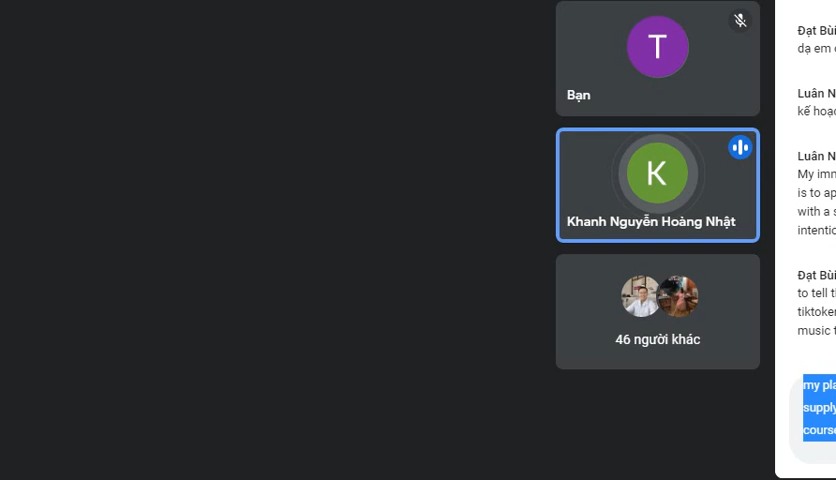 T
Bạn
K
Khanh Nguyễn Hoàng Nhật
46 người khác
Đạt Bùi
dạ em
Luân N
kế hoạ
Luân N
My imm
is to ap
with a s
intentio
Đạt Bùi
to tell t
tiktoker
music t
my pla
supply
course